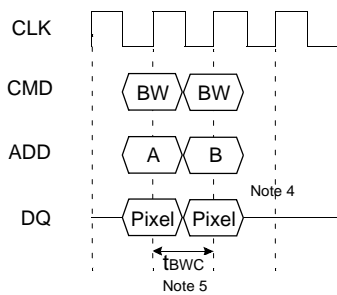 CLK
CMD BW BW
ADD A B
Note 4
DQ Pixel Pixel
tBWC
Note 5